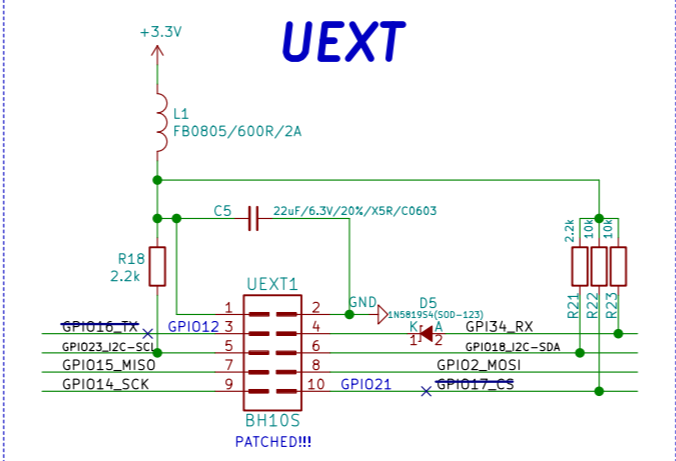 UEXT
+3.3V
L1
FB0805/600R/2A
C5 22uF/6.3V/20%/X5R/C0603
2.2k 10k 10k
R18
2.2k
UEXT1
R21 R22 R23
GND D5
1N5819S4(SOD-123)
1 2
GPIO16_TX GPIO12 3 4 K A GPI34_RX
1 2
GPIO23_I2C-SCL 5 6 GPIO18_I2C-SDA
GPIO15_MISO 7 8 GPIO2_MOSI
GPIO14_SCK 9 10 GPIO21 GPIO17_CS
BH10S
PATCHED!!!